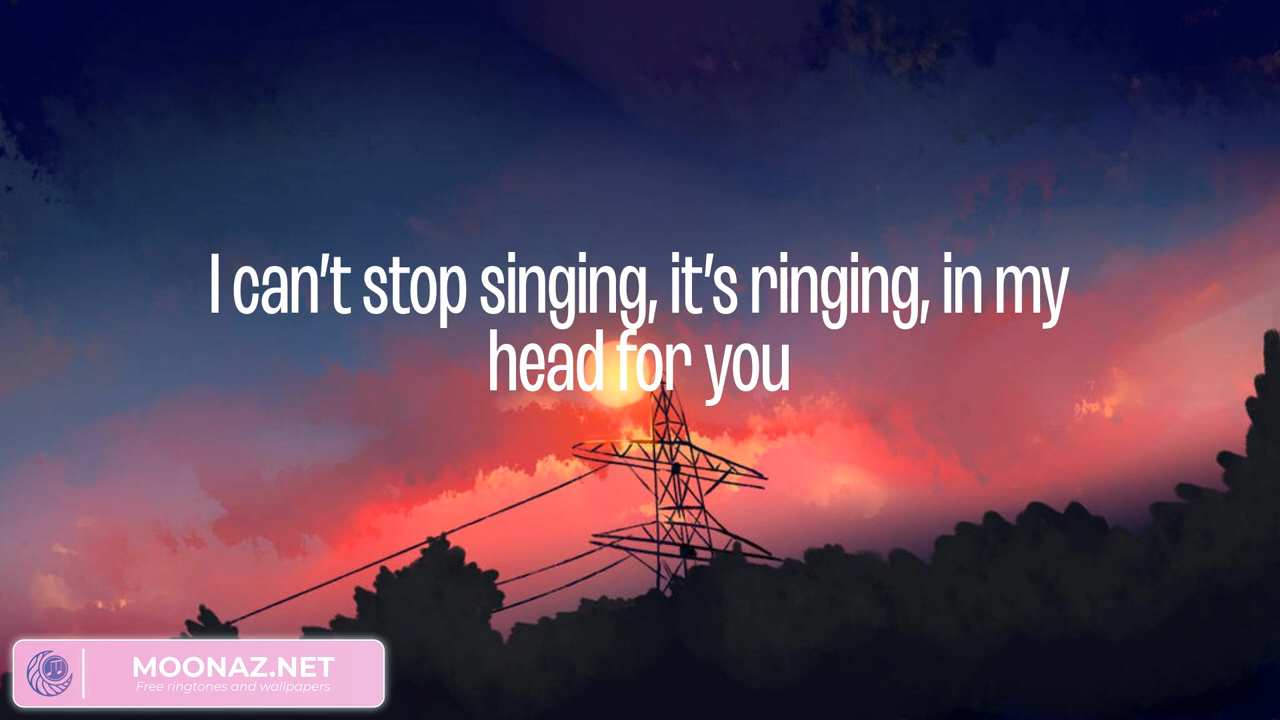 I can’t stop singing, it’s ringing, in my
head for you
MOONAZ.NET
Free ringtones and wallpapers